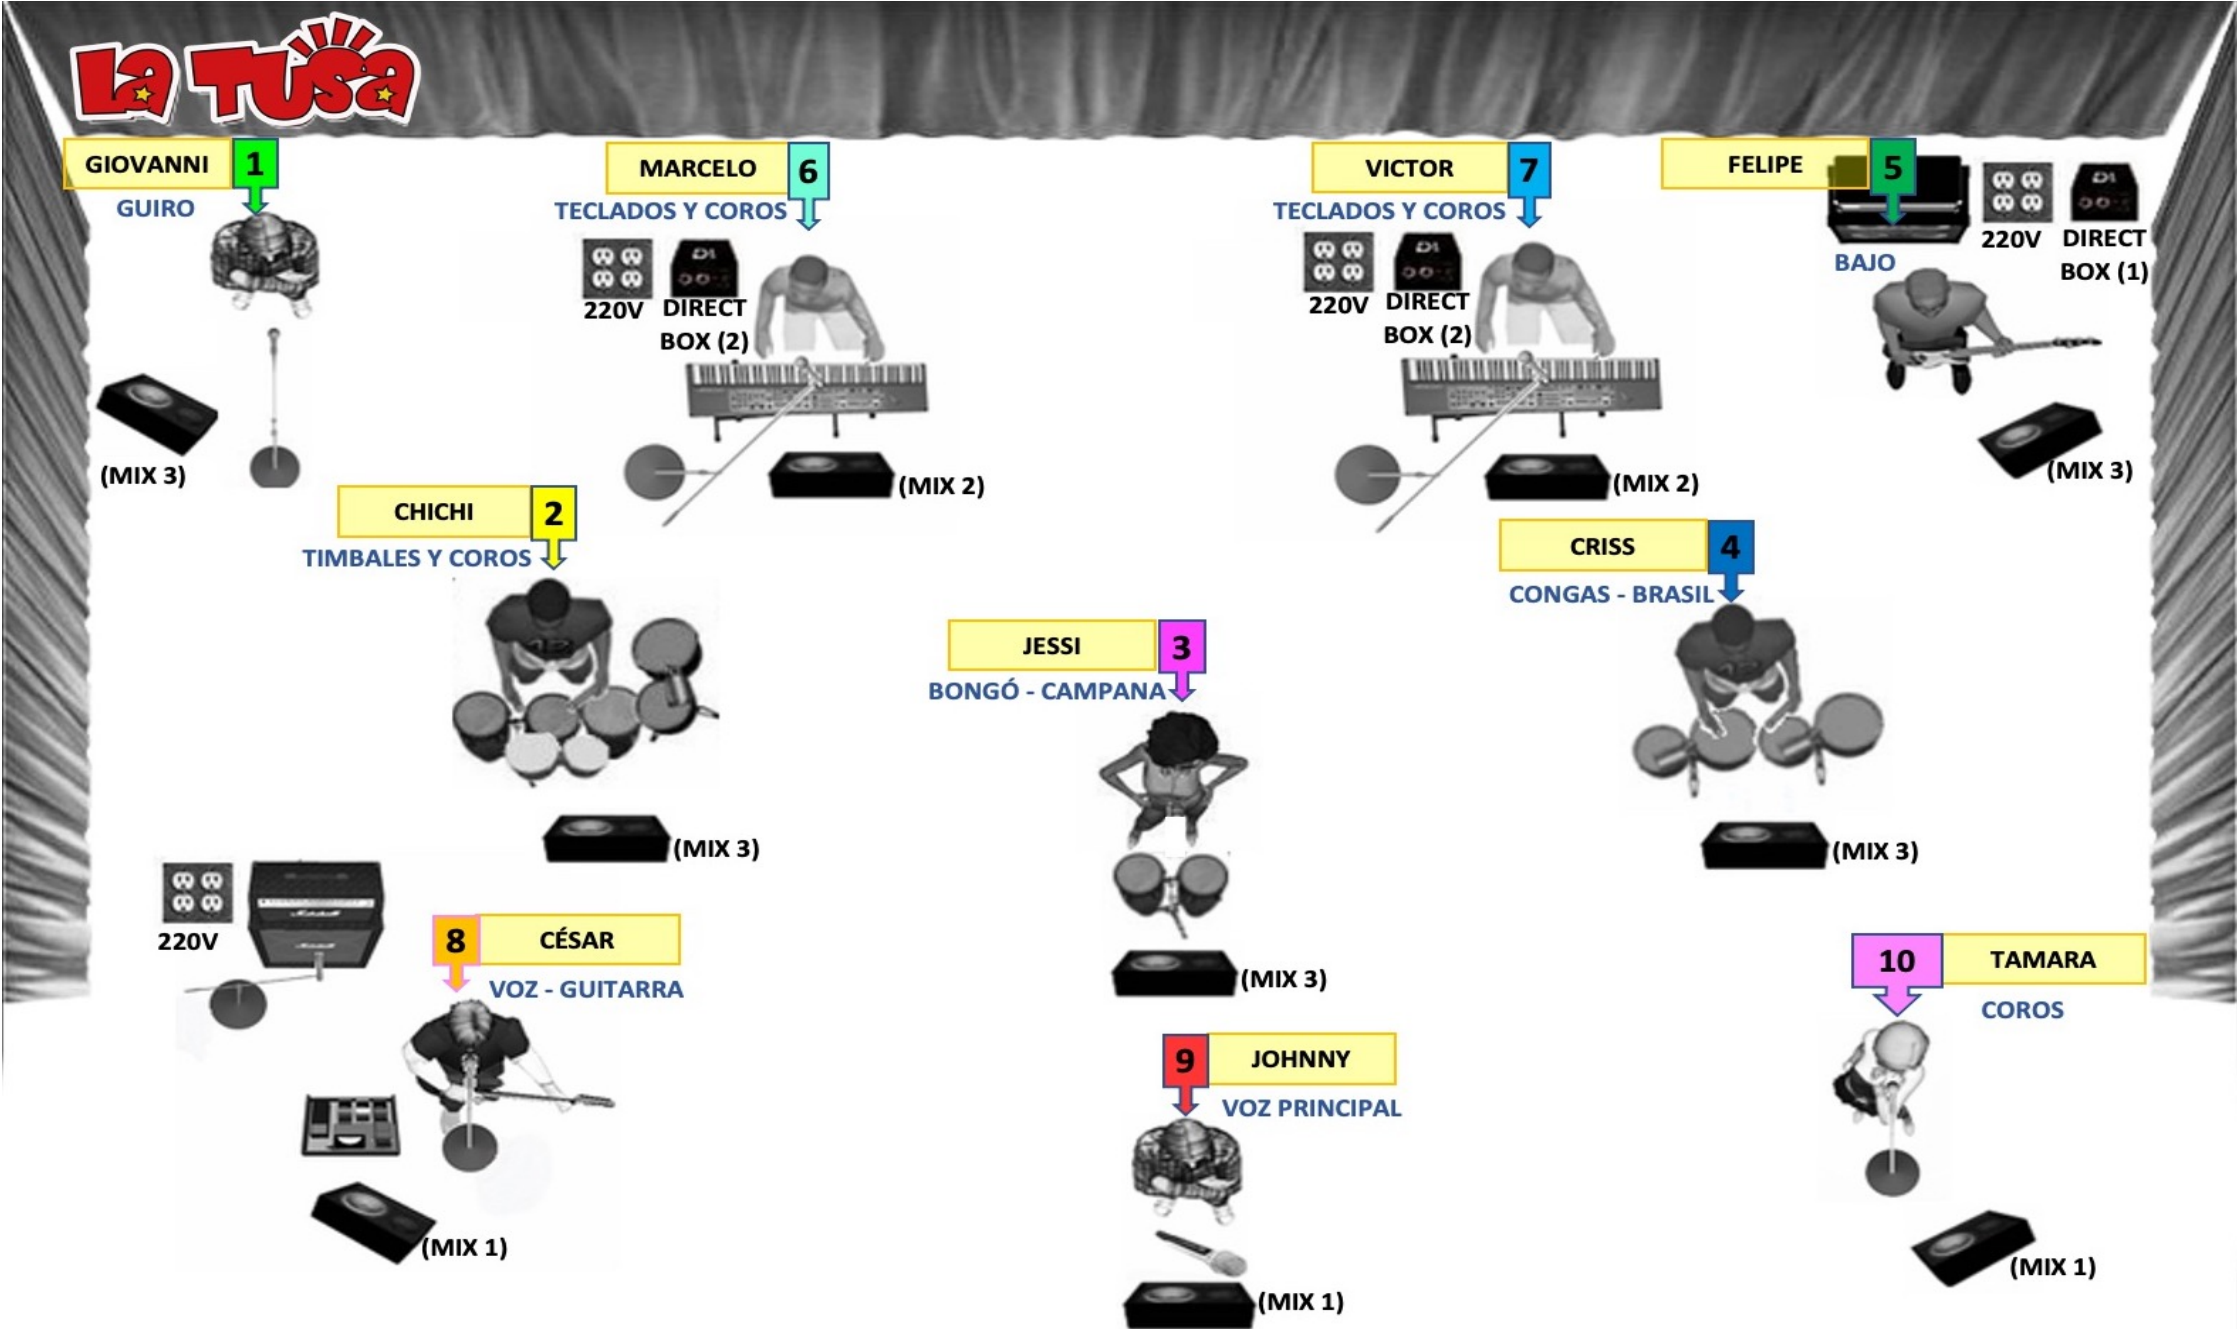 LA TUSA
GIOVANNI 1
GUIRO
(MIX 3)
MARCELO 6
TECLADOS Y COROS
220V
DIRECT
BOX (2)
(MIX 2)
VICTOR 7
TECLADOS Y COROS
220V
DIRECT
BOX (2)
(MIX 2)
FELIPE 5
BAJO
220V
DIRECT
BOX (1)
(MIX 3)
CHICHI 2
TIMBALES Y COROS
(MIX 3)
JESSI 3
BONGÓ - CAMPANA
(MIX 3)
CRISS 4
CONGAS - BRASIL
(MIX 3)
220V
8 CÉSAR
VOZ - GUITARRA
(MIX 1)
9 JOHNNY
VOZ PRINCIPAL
(MIX 1)
10 TAMARA
COROS
(MIX 1)